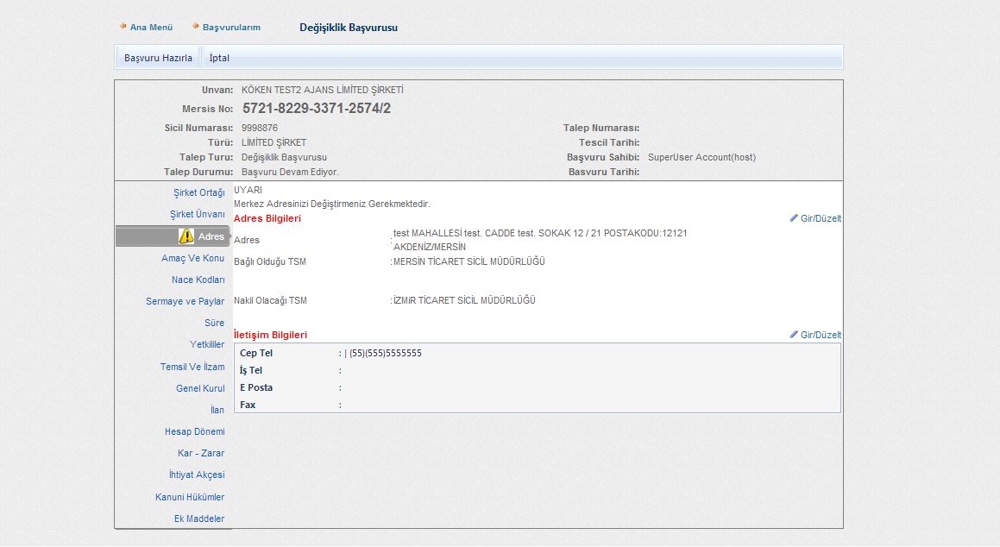 Ana Menü Başvurularım Değişiklik Başvurusu
Başvuru Hazırla İptal
Unvan: KÖKEN TEST2 AJANS LİMİTED ŞİRKETİ
Mersis No: 5721-8229-3371-2574/2
Sicil Numarası: 9998876 Talep Numarası:
Türü: LİMİTED ŞİRKET Tescil Tarihi:
Talep Turu: Değişiklik Başvurusu Başvuru Sahibi: SuperUser Account(host)
Talep Durumu: Başvuru Devam Ediyor. Basvuru Tarihi:
Şirket Ortağı
Şirket Ünvanı
Adres
Amaç Ve Konu
Nace Kodları
Sermaye ve Paylar
Süre
Yetkililer
Temsil Ve İlzam
Genel Kurul
İlan
Hesap Dönemi
Kar - Zarar
İhtiyat Akçesi
Kanuni Hükümler
Ek Maddeler
UYARI
Merkez Adresinizi Değiştirmeniz Gerekmektedir.
Adres Bilgileri Gir/Düzelt
Adres : test MAHALLESİ test. CADDE test. SOKAK 12 / 21 POSTAKODU:12121
AKDENİZ/MERSİN
Bağlı Olduğu TSM :MERSİN TİCARET SİCİL MÜDÜRLÜĞÜ
Nakil Olacağı TSM :İZMİR TİCARET SİCİL MÜDÜRLÜĞÜ
İletişim Bilgileri Gir/Düzelt
Cep Tel : | (55)(555)5555555
İş Tel :
E Posta :
Fax :